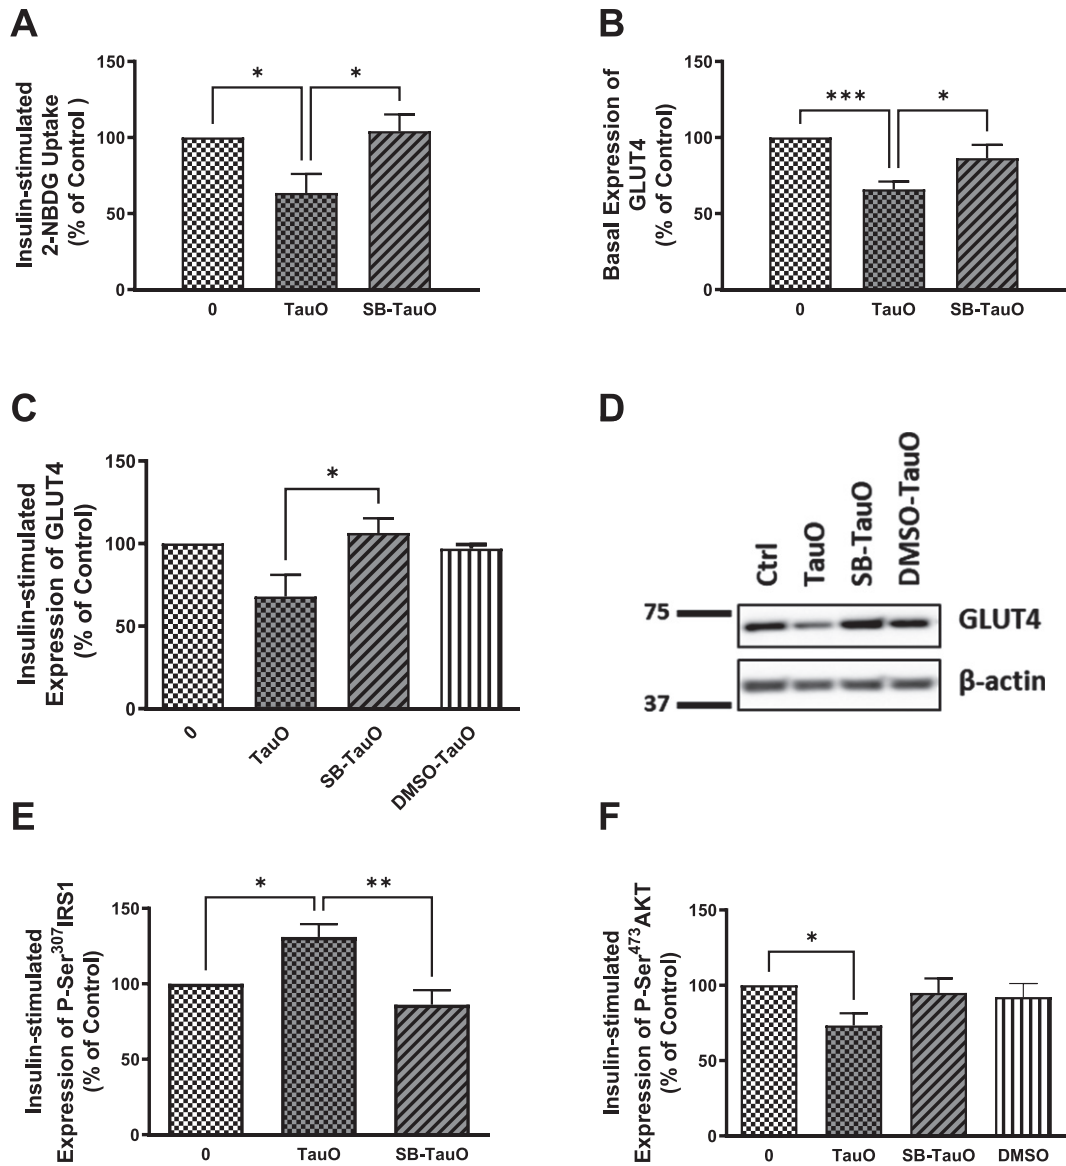 A
Insulin-stimulated
2-NBDG Uptake
(% of Control )
150
100
50
0
*
*
0
TauO
SB-TauO
B
Basal Expression of
GLUT4
(% of Control)
150
100
50
0
***
*
0
TauO
SB-TauO
C
Insulin-stimulated
Expression of GLUT4
(% of Control)
150
100
50
0
*
0
TauO
SB-TauO
DMSO-TauO
D
Ctrl
TauO
SB-TauO
DMSO-TauO
75
GLUT4
β-actin
37
E
Insulin-stimulated
Expression of P-Ser³⁰⁷IRS1
(% of Control)
150
100
50
0
*
**
0
TauO
SB-TauO
F
Insulin-stimulated
Expression of P-Ser⁴⁷³AKT
(% of Control)
150
100
50
0
*
0
TauO
SB-TauO
DMSO